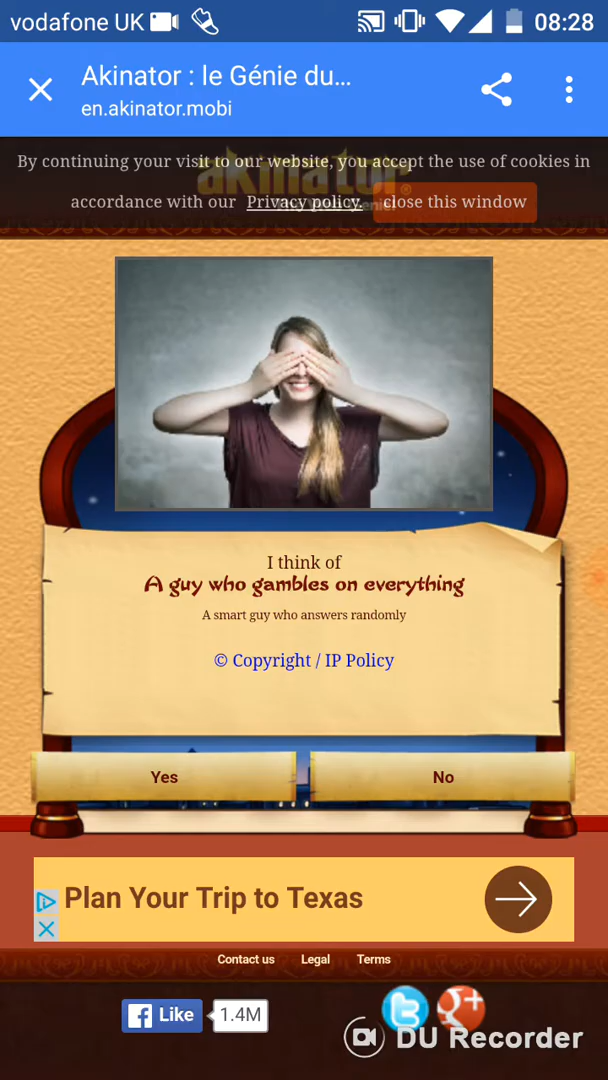 vodafone UK 08:28
Akinator : le Génie du...
en.akinator.mobi
akinator
By continuing your visit to our website, you accept the use of cookies in
accordance with our Privacy policy. close this window
I think of
A guy who gambles on everything
A smart guy who answers randomly
© Copyright / IP Policy
Yes No
Plan Your Trip to Texas
Contact us Legal Terms
Like 1.4M
g+
DU Recorder